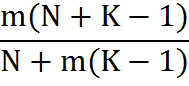 m(N + K − 1)
N + m(K − 1)